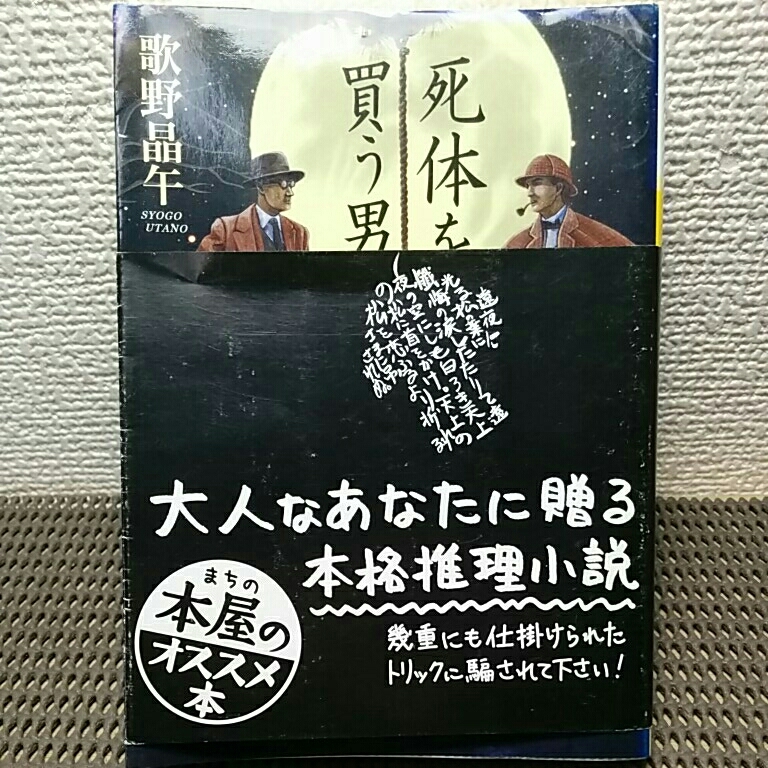 死体を
買う男
歌野晶午
SYOGO
UTANO
大人なあなたに贈る
本格推理小説
まちの
本屋の
オススメ
本
幾重にも仕掛けられた
トリックに騙されて下さい!